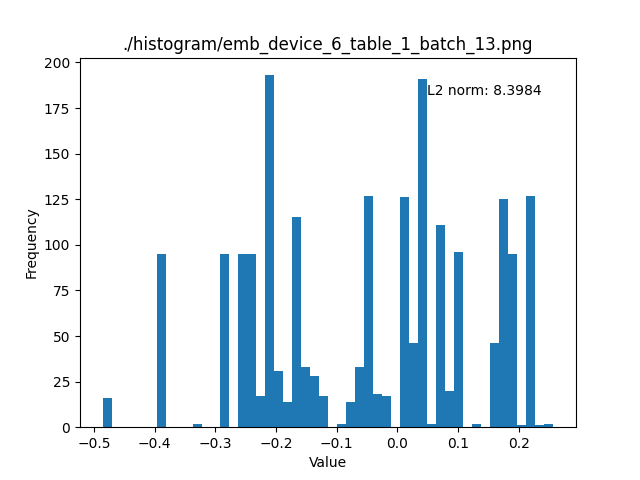 ./histogram/emb_device_6_table_1_batch_13.png
200
175
150
125
100
75
50
25
0
Frequency
L2 norm: 8.3984
−0.5 −0.4 −0.3 −0.2 −0.1 0.0 0.1 0.2
Value